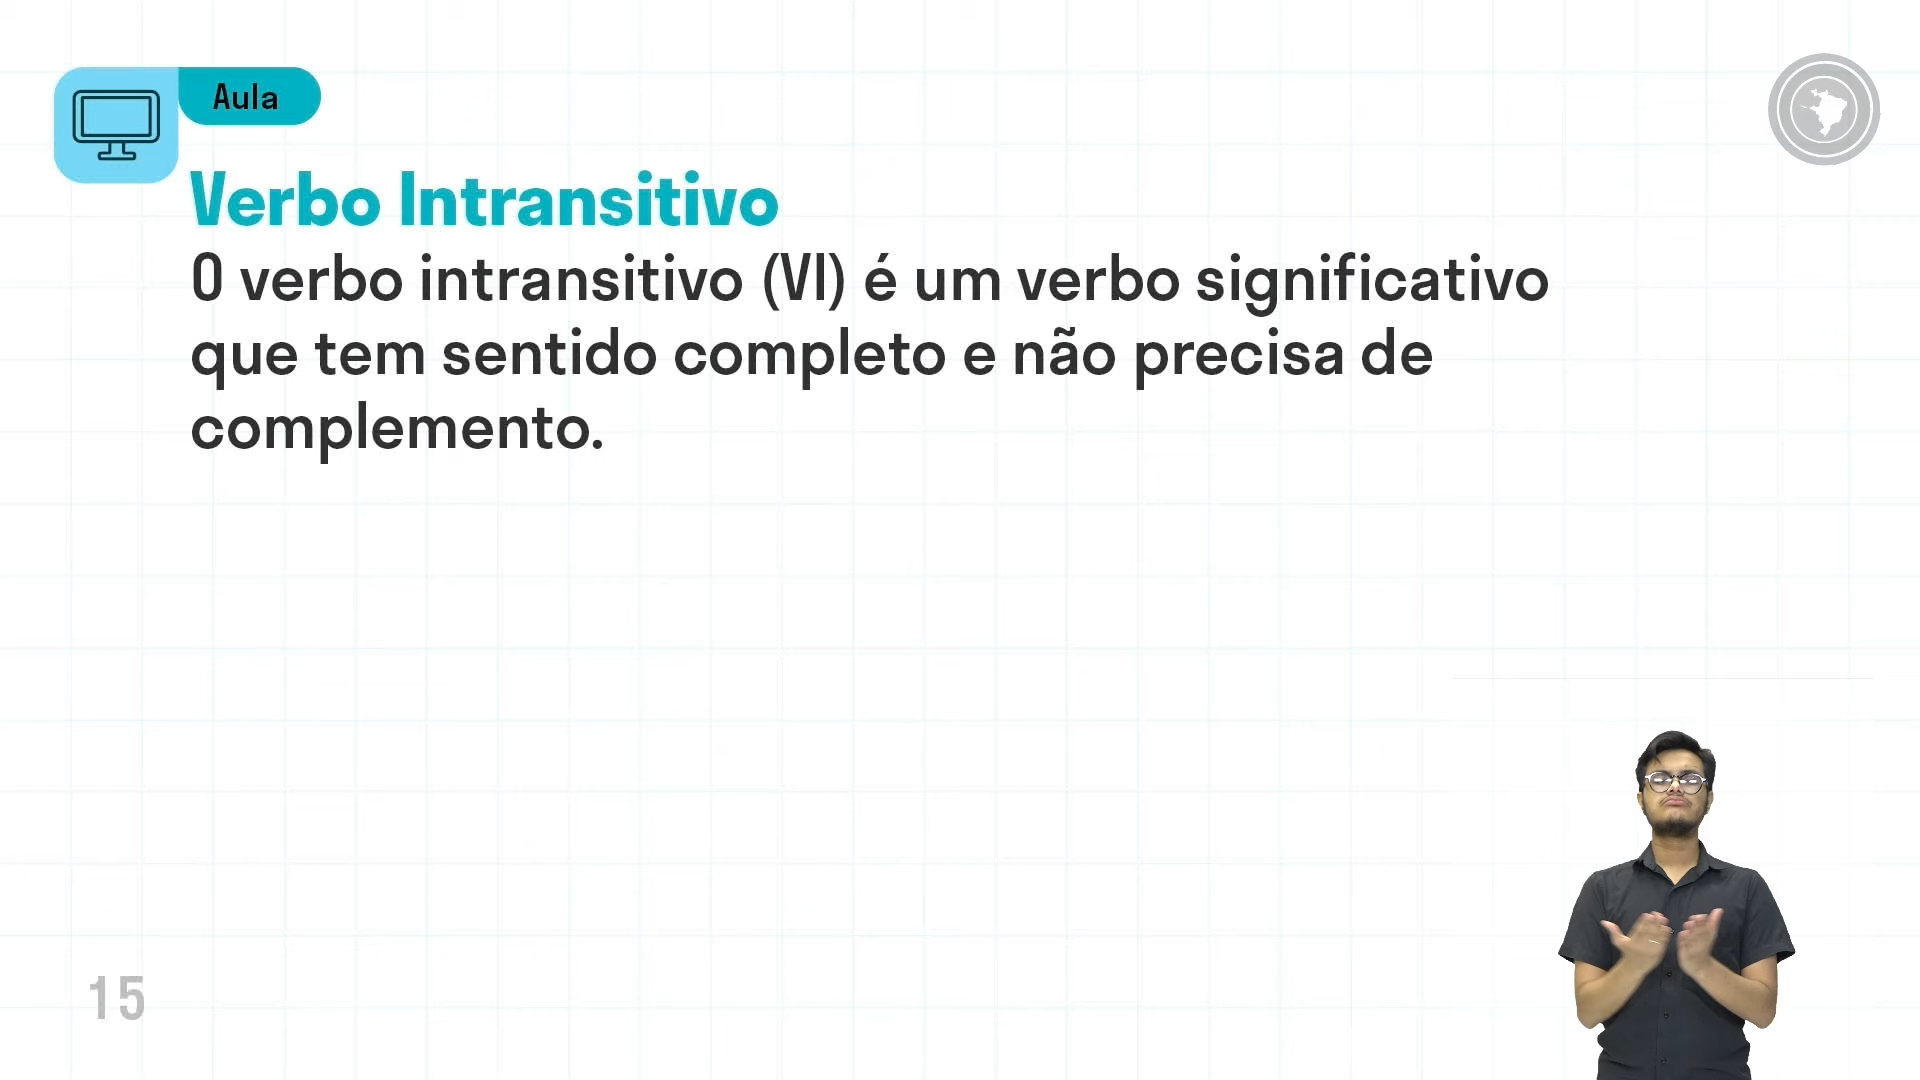 Aula
Verbo Intransitivo
O verbo intransitivo (VI) é um verbo significativo
que tem sentido completo e não precisa de
complemento.
15